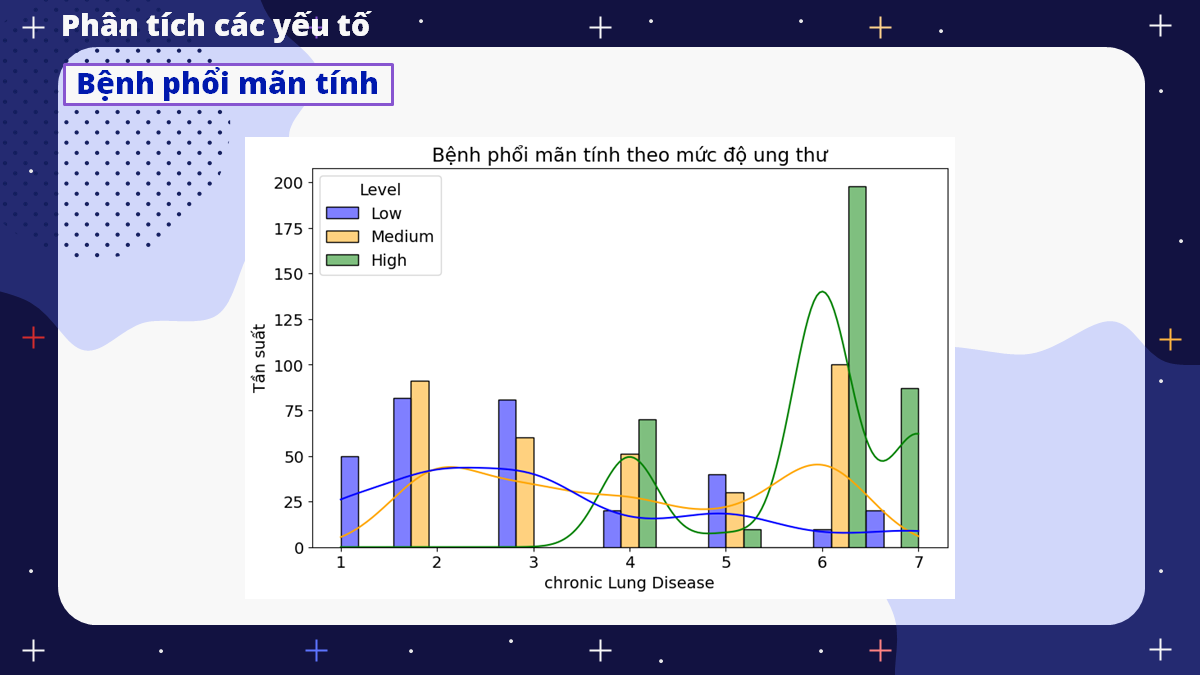 Phân tích các yếu tố
Bệnh phổi mãn tính
Bệnh phổi mãn tính theo mức độ ung thư
Level
Low
Medium
High
200
175
150
125
100
75
50
25
0
Tần suất
1 2 3 4 5 6 7
chronic Lung Disease